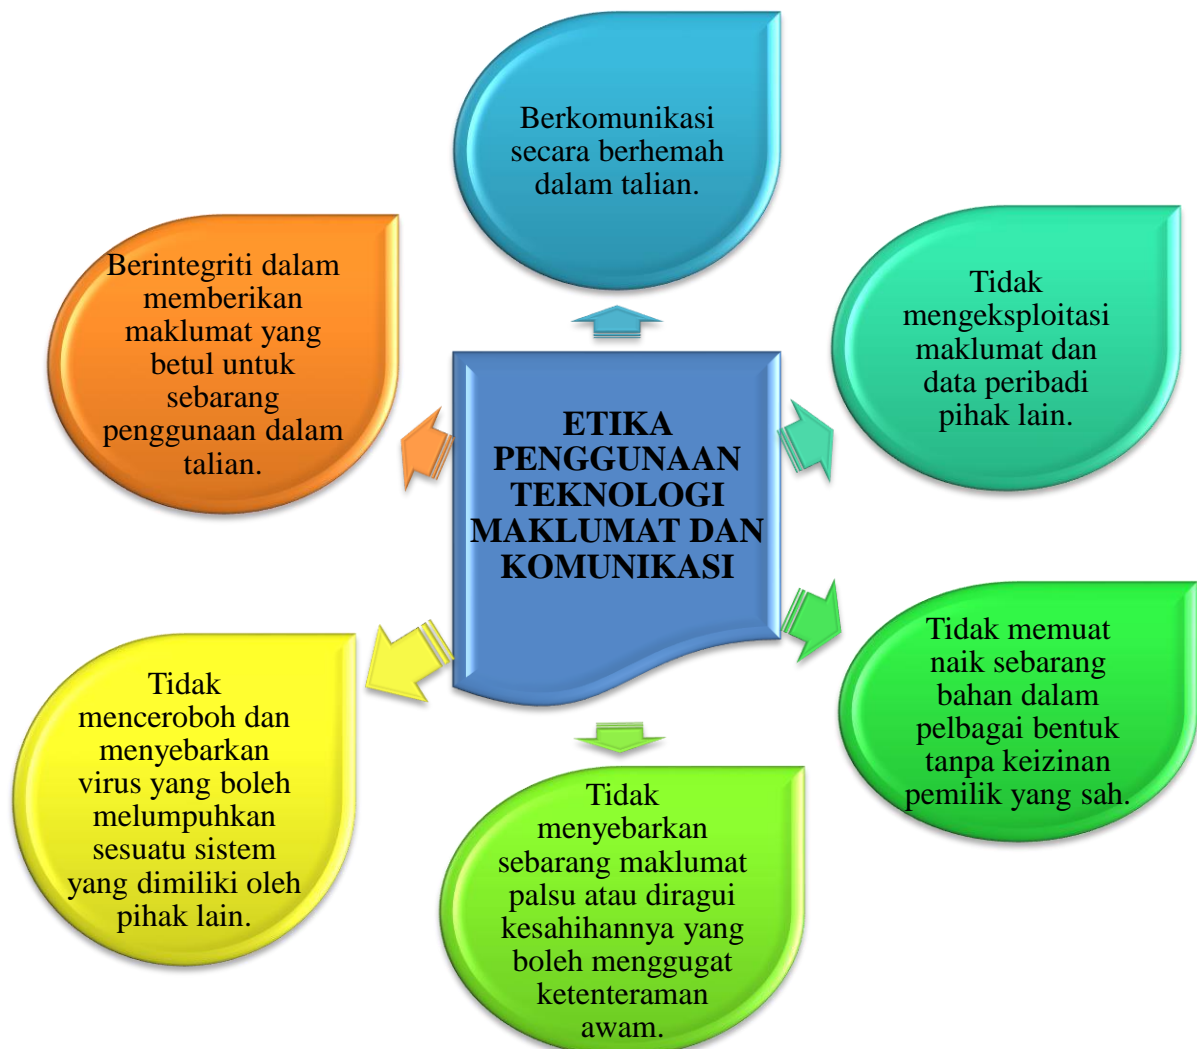 Berkomunikasi
secara berhemah
dalam talian.
Berintegriti dalam
memberikan
maklumat yang
betul untuk
sebarang
penggunaan dalam
talian.
Tidak
mengeksploitasi
maklumat dan
data peribadi
pihak lain.
ETIKA
PENGGUNAAN
TEKNOLOGI
MAKLUMAT DAN
KOMUNIKASI
Tidak memuat
naik sebarang
bahan dalam
pelbagai bentuk
tanpa keizinan
pemilik yang sah.
Tidak
menceroboh dan
menyebarkan
virus yang boleh
melumpuhkan
sesuatu sistem
yang dimiliki oleh
pihak lain.
Tidak
menyebarkan
sebarang maklumat
palsu atau diragui
kesahihannya yang
boleh menggugat
ketenteraman
awam.